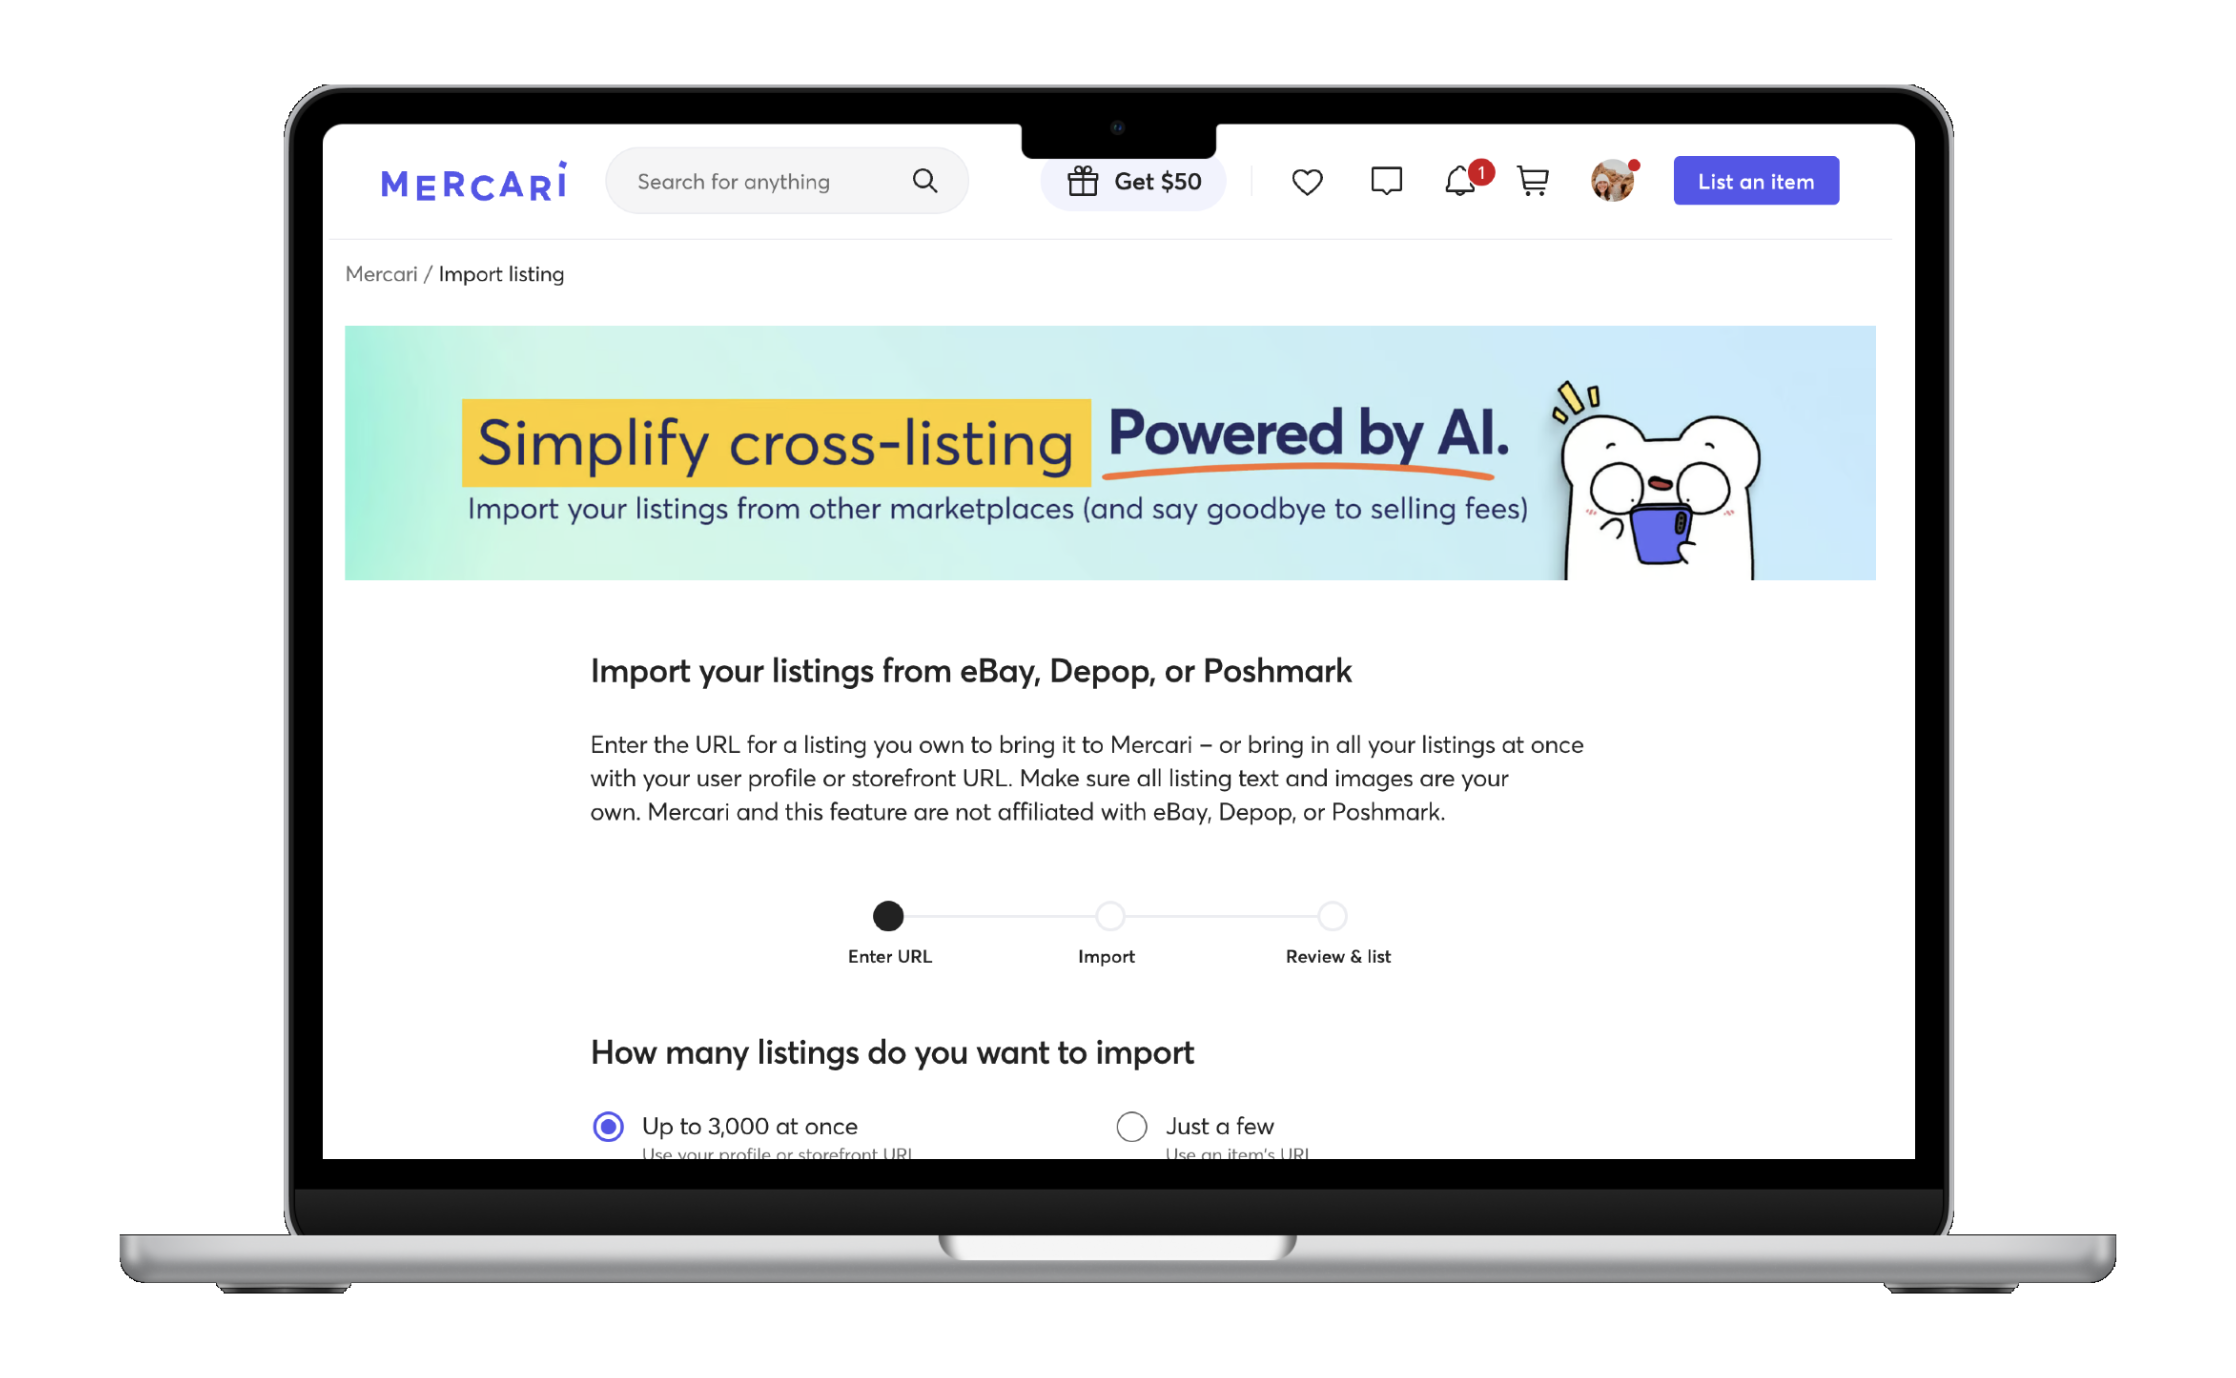 MERCARI
Search for anything
Get $50
1
List an item
Mercari / Import listing
Simplify cross-listing Powered by AI.
Import your listings from other marketplaces (and say goodbye to selling fees)
Import your listings from eBay, Depop, or Poshmark
Enter the URL for a listing you own to bring it to Mercari – or bring in all your listings at once
with your user profile or storefront URL. Make sure all listing text and images are your
own. Mercari and this feature are not affiliated with eBay, Depop, or Poshmark.
Enter URL
Import
Review & list
How many listings do you want to import
Up to 3,000 at once
Just a few
Use your profile or storefront URL
Use an item's URL